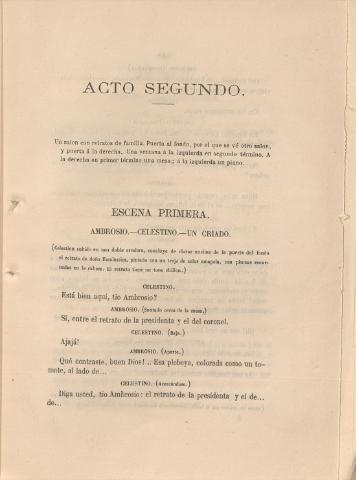 ACTO SEGUNDO.
Un salon con retratos de familia. Puerta al fondo, por el que se vé otro salon,
y puerta á la derecha. Una ventana á la izquierda en segundo término. A
la derecha en primer término una mesa; á la izquierda un piano.
ESCENA PRIMERA.
AMBROSIO.—CELESTINO.—UN CRIADO.
(Celestino subido en una doble escalera, concluye de clavar encima de la puerta del fondo
el retrato de doña pintada con un traje de color amapola, con plumas
en la cabeza. El retrato tiene un tono chillon.)
CELESTINO.
Está bien aquí, tio Ambrosio?
AMBROSIO. (Sentado cerca de la mesa.)
Sí, entre el retrato de la presidenta y el del coronel.
CELESTINO. (Baja.)
Ajajá!
AMBROSIO. (Aparte.)
Qué contraste, buen Dios!.. Esa plebeya, colorada como un to-
mate, al lado de...
CELESTINO. (Acercándose.)
Diga usted, tio Ambrosio: el retrato de la presidenta y el de...
de...